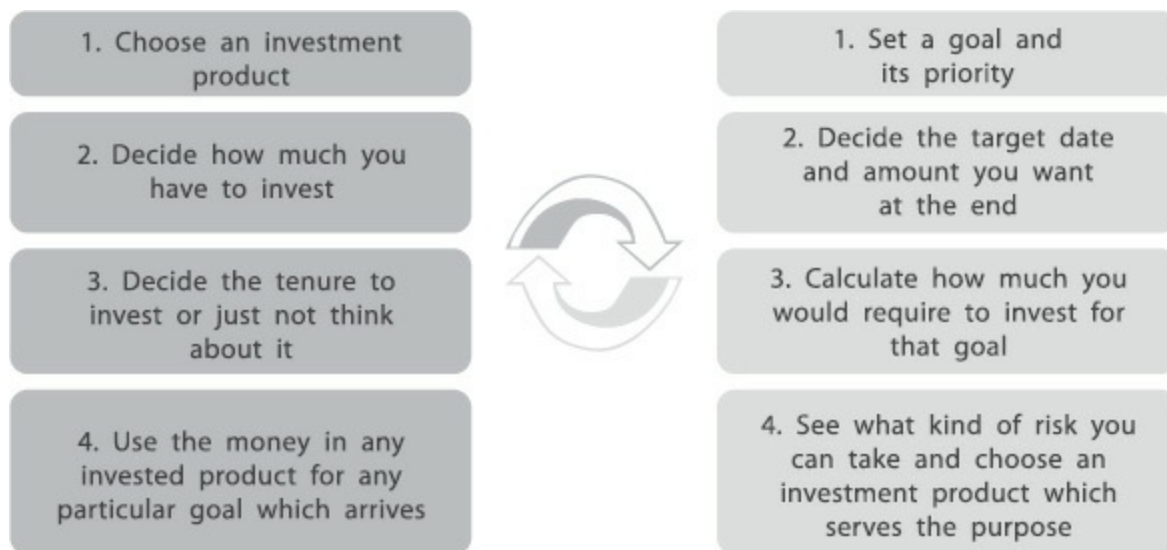 1. Choose an investment
product
2. Decide how much you
have to invest
3. Decide the tenure to
invest or just not think
about it
4. Use the money in any
invested product for any
particular goal which arrives
1. Set a goal and
its priority
2. Decide the target date
and amount you want
at the end
3. Calculate how much you
would require to invest for
that goal
4. See what kind of risk you
can take and choose an
investment product which
serves the purpose